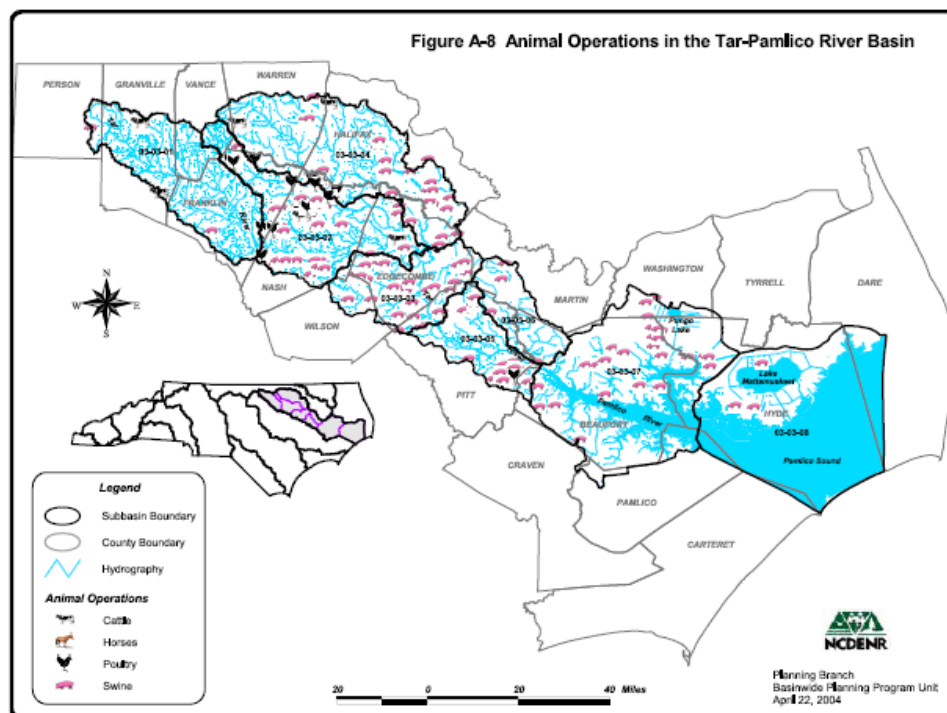 Figure A-8 Animal Operations in the Tar-Pamlico River Basin
PERSON
GRANVILLE
VANCE
WARREN
HALIFAX
03-03-04
03-03-01
FRANKLIN
03-03-02
NASH
EDGECOMBE
03-03-03
WILSON
MARTIN
WASHINGTON
TYRRELL
DARE
03-03-06
03-03-05
Pungo
Lake
03-03-07
Lake
Mattamuskeet
PITT
Pamlico
River
BEAUFORT
HYDE
03-03-08
Pamlico Sound
CRAVEN
PAMLICO
CARTERET
N
W
E
S
Legend
Subbasin Boundary
County Boundary
Hydrography
Animal Operations
Cattle
Horses
Poultry
Swine
20 0 20 40 Miles
NCDENR
Planning Branch
Basinwide Planning Program Unit
April 22, 2004